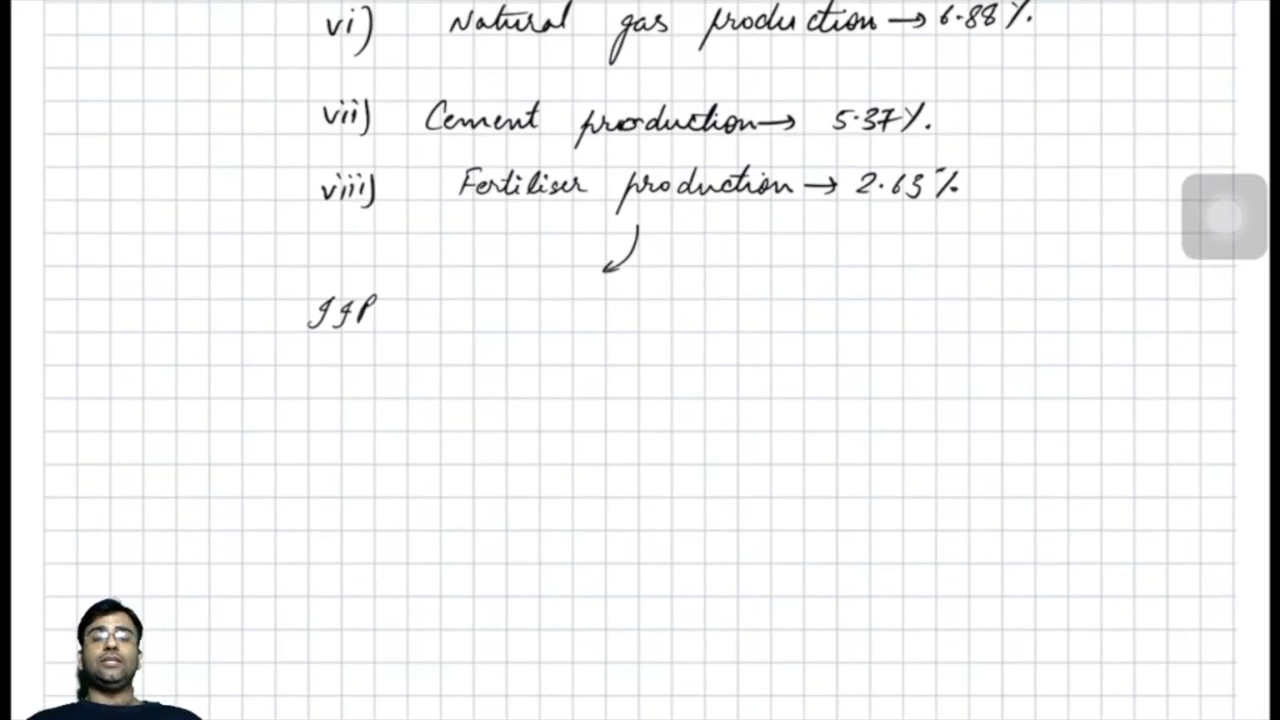 vi) Natural gas production → 6.88%.
vii) Cement production → 5.37%.
viii) Fertiliser production → 2.63%
IIP